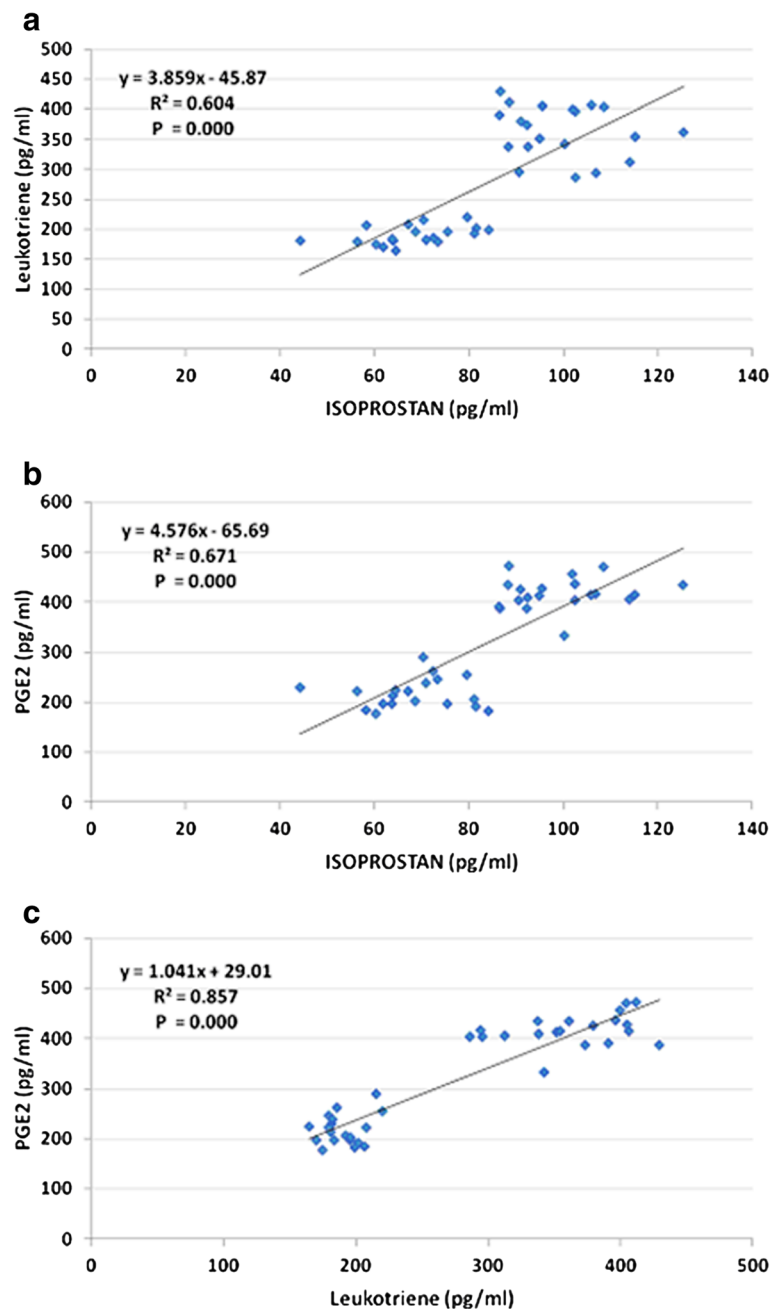 a
500
450
400
350
300
250
200
150
100
50
0
Leukotriene (pg/ml)
y = 3.859x - 45.87
R² = 0.604
P = 0.000
0 20 40 60 80 100 120 140
ISOPROSTAN (pg/ml)
b
600
500
400
300
200
100
0
PGE2 (pg/ml)
y = 4.576x - 65.69
R² = 0.671
P = 0.000
0 20 40 60 80 100 120 140
ISOPROSTAN (pg/ml)
c
600
500
400
300
200
100
0
PGE2 (pg/ml)
y = 1.041x + 29.01
R² = 0.857
P = 0.000
0 100 200 300 400 500
Leukotriene (pg/ml)